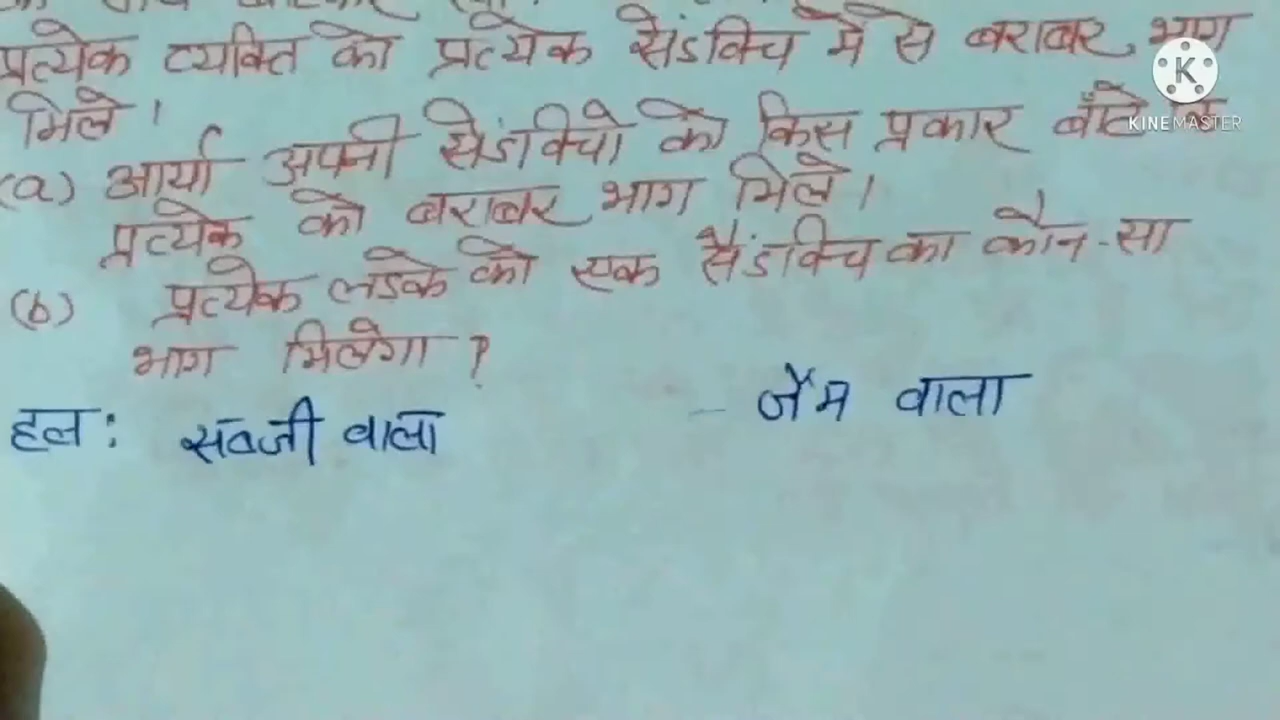 प्रत्येक व्यक्ति को प्रत्येक सेंडविच में से बराबर भाग
मिले।
(a) आर्या अपनी सेंडविचो को किस प्रकार बाँटे
प्रत्येक को बराबर भाग मिले।
(b) प्रत्येक लडके को एक सैंडविच का कौन-सा
भाग मिलेगा ?
हल: सब्जी वाला - जैम वाला
K
KINEMASTER